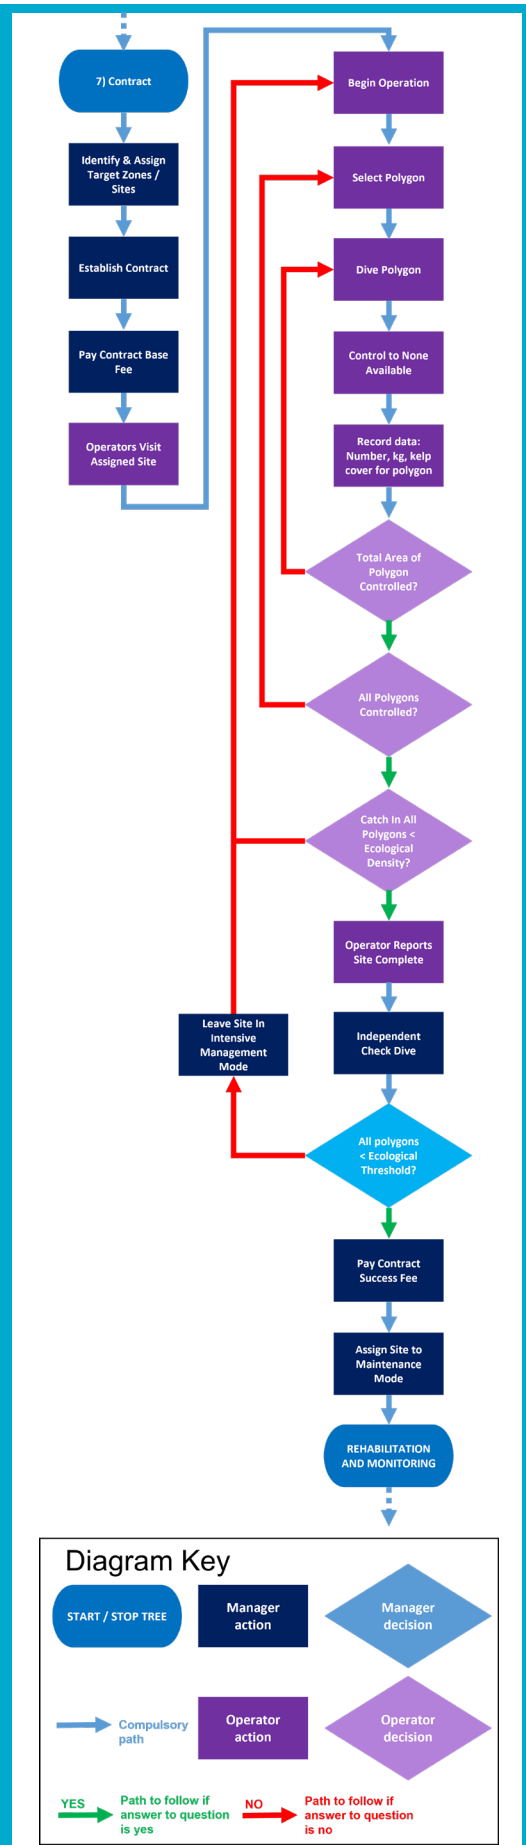 7) Contract
Identify & Assign
Target Zones /
Sites
Establish Contract
Pay Contract Base
Fee
Operators Visit
Assigned Site
Begin Operation
Select Polygon
Dive Polygon
Control to None
Available
Record data:
Number, kg, kelp
cover for polygon
Total Area of
Polygon
Controlled?
All Polygons
Controlled?
Catch In All
Polygons <
Ecological
Density?
Operator Reports
Site Complete
Leave Site In
Intensive
Management
Mode
Independent
Check Dive
All polygons
< Ecological
Threshold?
Pay Contract
Success Fee
Assign Site to
Maintenance
Mode
REHABILITATION
AND MONITORING
Diagram Key
START / STOP TREE
Manager
action
Manager
decision
Compulsory
path
Operator
action
Operator
decision
YES
Path to follow if
answer to question
is yes
NO
Path to follow if
answer to question
is no